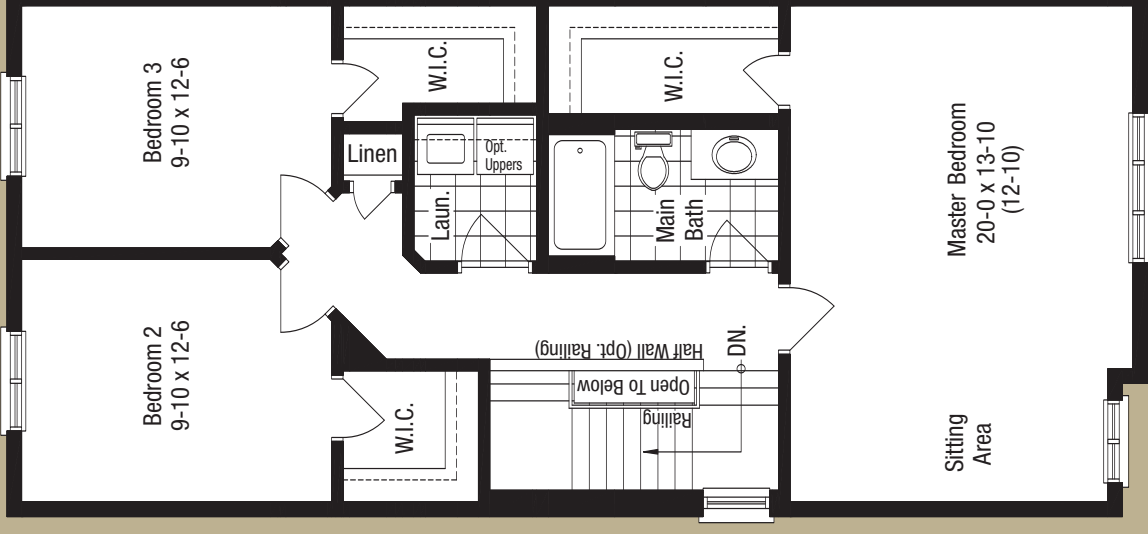 Bedroom 3
9-10 x 12-6
W.I.C.
W.I.C.
Linen
Opt.
Uppers
Laun.
Main
Bath
Master Bedroom
20-0 x 13-10
(12-10)
Bedroom 2
9-10 x 12-6
W.I.C.
Half Wall (Opt. Railing)
Open To Below
Railing
DN.
Sitting
Area